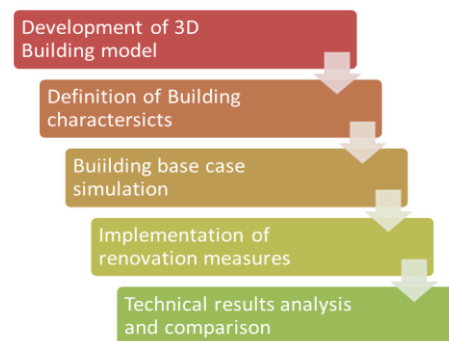 Development of 3D
Building model
Definition of Building
charactersicts
Buiilding base case
simulation
Implementation of
renovation measures
Technical results analysis
and comparison